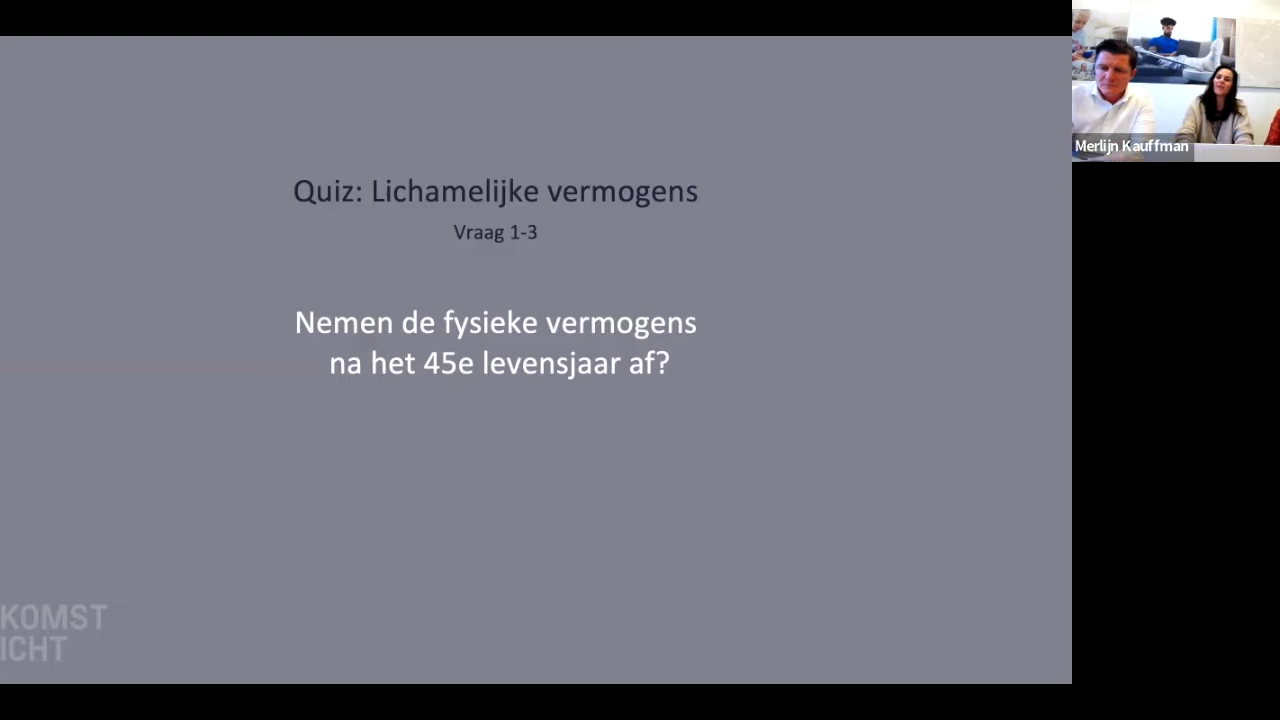 Quiz: Lichamelijke vermogens
Vraag 1-3
Nemen de fysieke vermogens
na het 45e levensjaar af?
KOMST
ICHT
Merlijn Kauffman